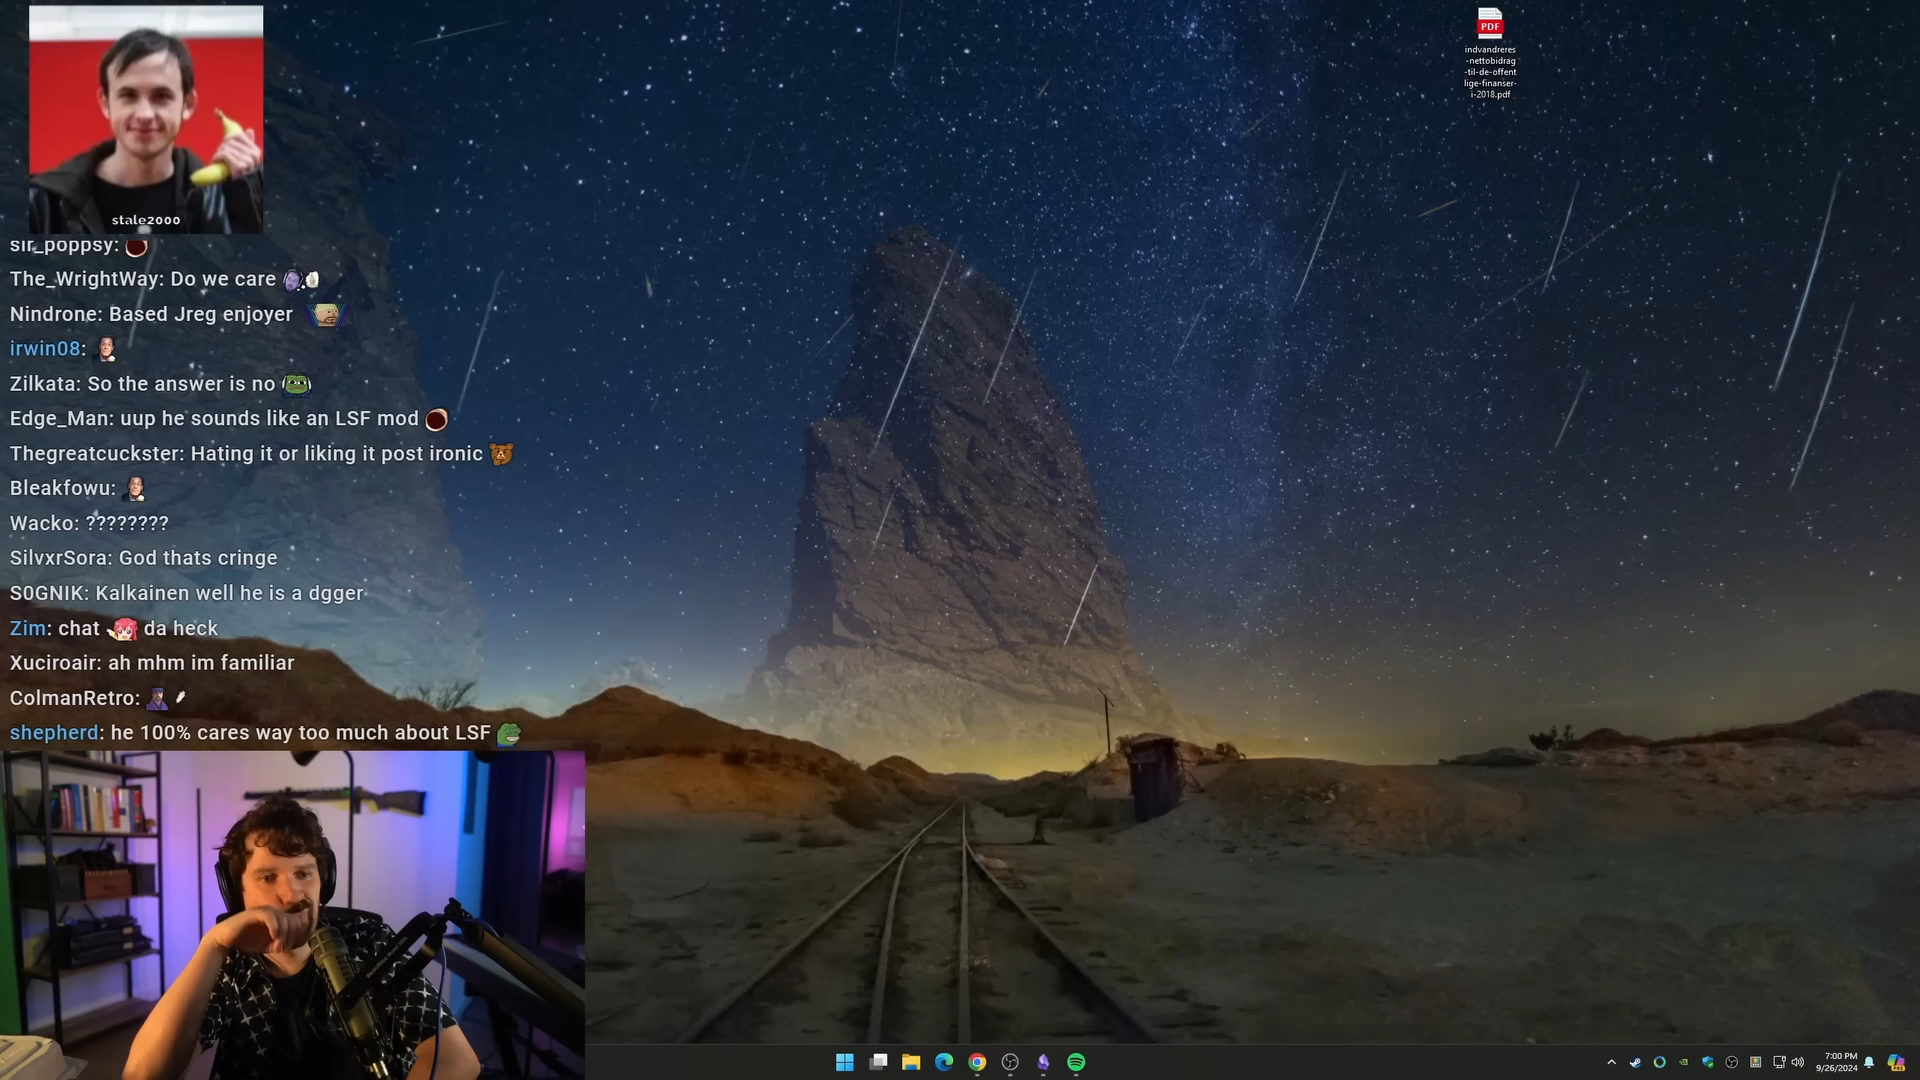 PDF
indvandreres
-nettobidrag
-til-de-offent
lige-finanser-
i-2018.pdf
stale2000
sir_poppsy:
The_WrightWay: Do we care
Nindrone: Based Jreg enjoyer
irwin08:
Zilkata: So the answer is no
Edge_Man: uup he sounds like an LSF mod
Thegreatcuckster: Hating it or liking it post ironic
Bleakfowu:
Wacko: ????????
SilvxrSora: God thats cringe
S0GNIK: Kalkainen well he is a dgger
Zim: chat da heck
Xuciroair: ah mhm im familiar
ColmanRetro:
shepherd: he 100% cares way too much about LSF
7:00 PM
9/26/2024